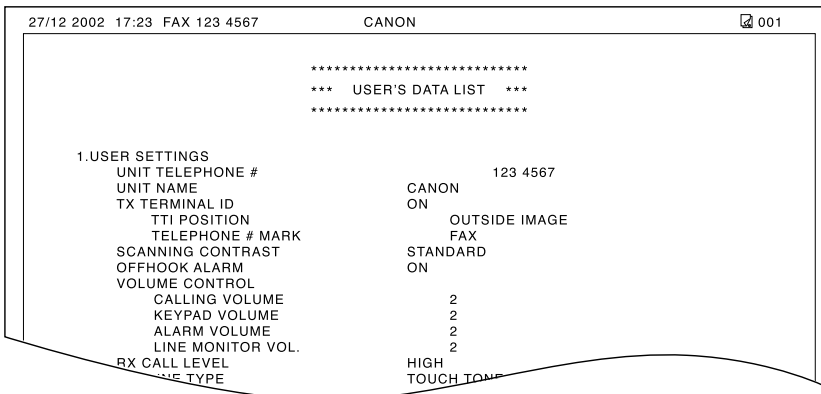 27/12 2002 17:23 FAX 123 4567 CANON 001
****************************
*** USER'S DATA LIST ***
****************************
1.USER SETTINGS
UNIT TELEPHONE # 123 4567
UNIT NAME CANON
TX TERMINAL ID ON
TTI POSITION OUTSIDE IMAGE
TELEPHONE # MARK FAX
SCANNING CONTRAST STANDARD
OFFHOOK ALARM ON
VOLUME CONTROL
CALLING VOLUME 2
KEYPAD VOLUME 2
ALARM VOLUME 2
LINE MONITOR VOL. 2
RX CALL LEVEL HIGH
TYPE TOUCH TONE